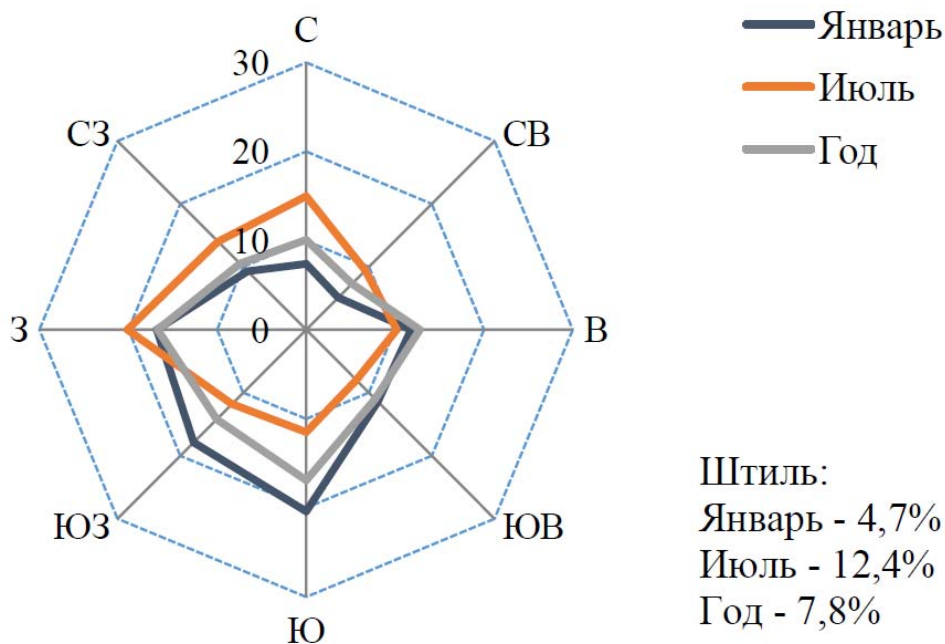 С
30
СЗ
20
СВ
10
З
0
В
ЮЗ
ЮВ
Ю
Январь
Июль
Год
Штиль:
Январь - 4,7%
Июль - 12,4%
Год - 7,8%